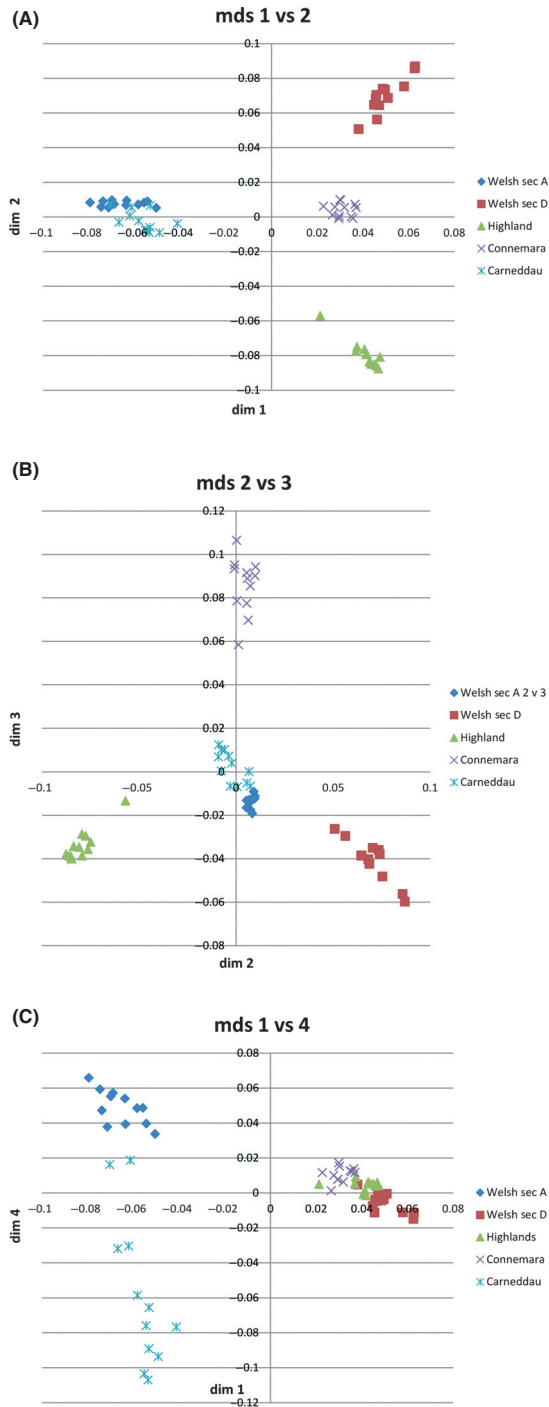 (A)
mds 1 vs 2
0.1
0.08
0.06
0.04
0.02
0
−0.02
−0.04
−0.06
−0.08
−0.1
−0.1 −0.08 −0.06 −0.04 −0.02 0 0.02 0.04 0.06 0.08
dim 2
dim 1
Welsh sec A
Welsh sec D
Highland
Connemara
Carneddau
(B)
mds 2 vs 3
0.12
0.1
0.08
0.06
0.04
0.02
0
−0.02
−0.04
−0.06
−0.08
−0.1 −0.05 0 0.05 0.1
dim 3
dim 2
Welsh sec A 2 v 3
Welsh sec D
Highland
Connemara
Carneddau
(C)
mds 1 vs 4
0.1
0.08
0.06
0.04
0.02
0
−0.02
−0.04
−0.06
−0.08
−0.1
−0.12
−0.1 −0.08 −0.06 −0.04 −0.02 0 0.02 0.04 0.06 0.08
dim 4
dim 1
Welsh sec A
Welsh sec D
Highlands
Connemara
Carneddau